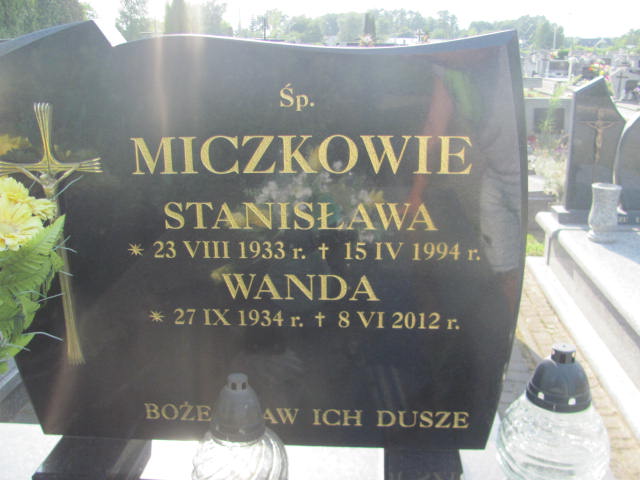 Śp.
MICZKOWIE
STANISŁAWA
* 23 VIII 1933 r. † 15 IV 1994 r.
WANDA
* 27 IX 1934 r. † 8 VI 2012 r.
BOŻE ICH DUSZE